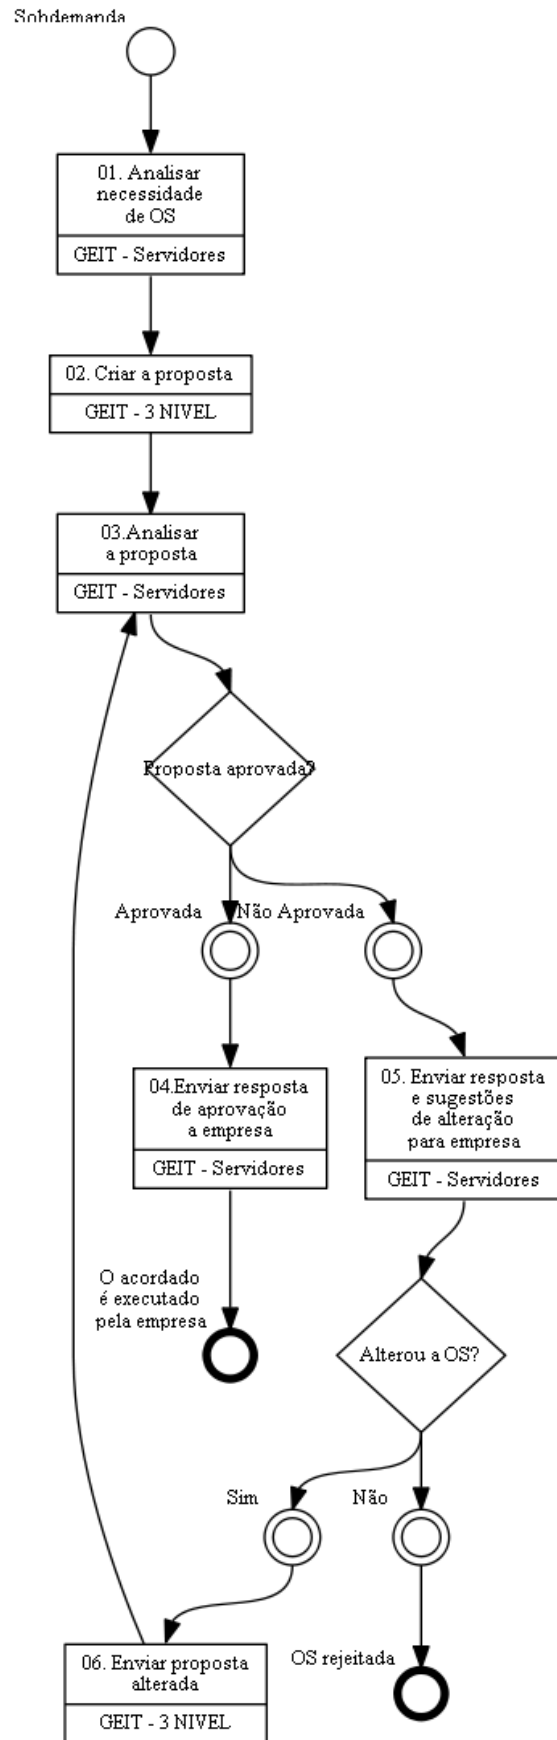 Sobdemanda
01. Analisar
necessidade
de OS
GEIT - Servidores
02. Criar a proposta
GEIT - 3 NIVEL
03.Analisar
a proposta
GEIT - Servidores
Proposta aprovada?
Aprovada
Não Aprovada
04.Enviar resposta
de aprovação
a empresa
GEIT - Servidores
05. Enviar resposta
e sugestões
de alteração
para empresa
GEIT - Servidores
O acordado
é executado
pela empresa
Alterou a OS?
Sim
Não
06. Enviar proposta
alterada
GEIT - 3 NIVEL
OS rejeitada